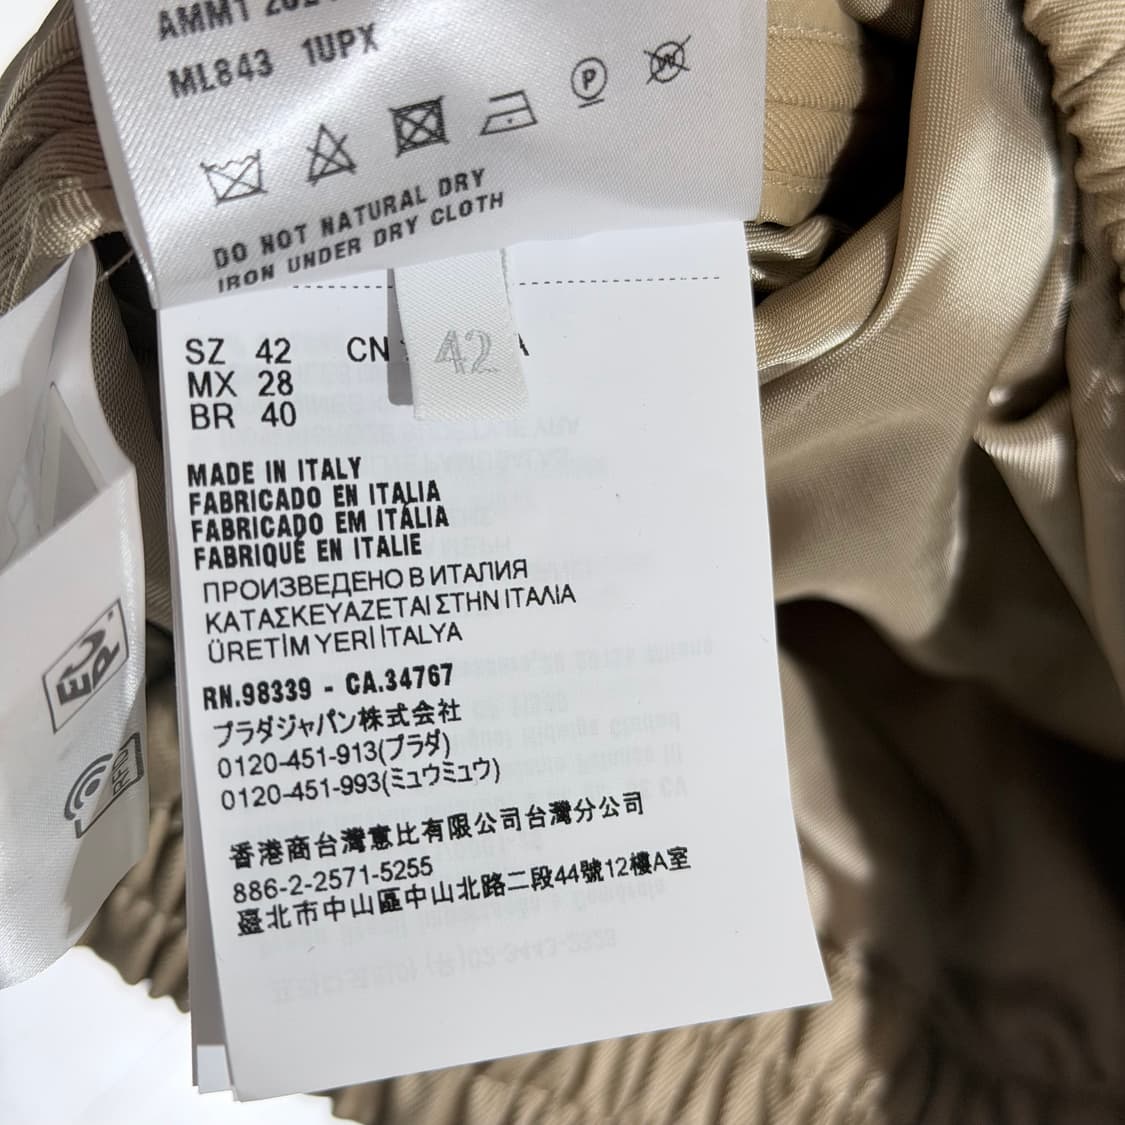 AMM1
ML843 1UPX
P
W
DO NOT NATURAL DRY
IRON UNDER DRY CLOTH
42
SZ 42 CN
MX 28
BR 40
MADE IN ITALY
FABRICADO EN ITALIA
FABRICADO EM ITÁLIA
FABRIQUÉ EN ITALIE
ПРОИЗВЕДЕНО В ИТАЛИЯ
ΚΑΤΑΣΚΕΥΑΖΕΤΑΙ ΣΤΗΝ ΙΤΑΛΙΑ
ÜRETİM YERİ İTALYA
RN.98339 - CA.34767
プラダジャパン株式会社
0120-451-913(プラダ)
0120-451-993(ミュウミュウ)
香港商台灣惠比有限公司台灣分公司
886-2-2571-5255
臺北市中山區中山北路二段44號12樓A室
RFID